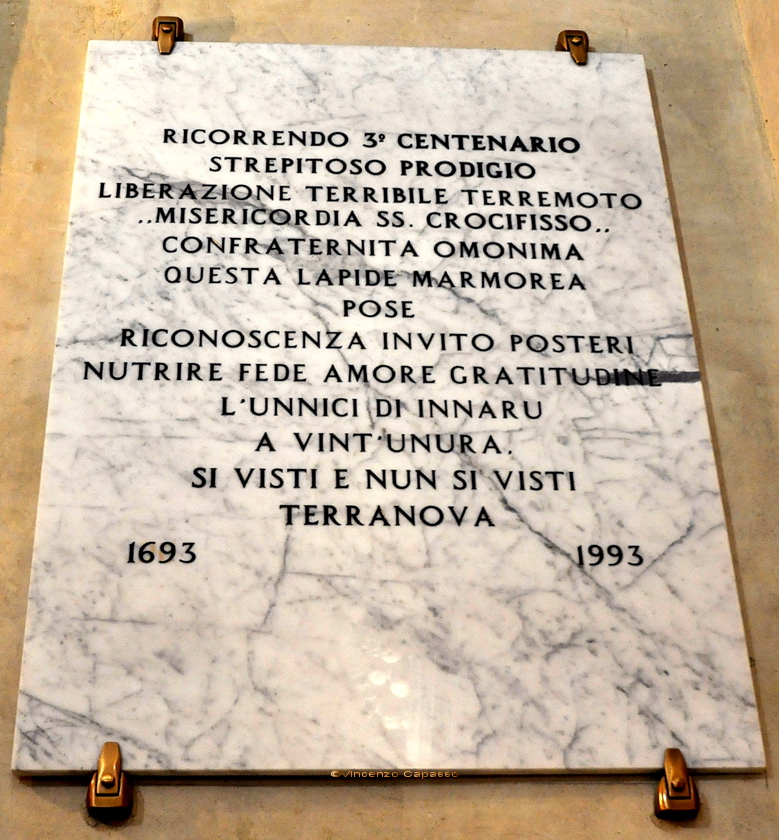 RICORRENDO 3º CENTENARIO
STREPITOSO PRODIGIO
LIBERAZIONE TERRIBILE TERREMOTO
,,MISERICORDIA SS. CROCIFISSO,,
CONFRATERNITA OMONIMA
QUESTA LAPIDE MARMOREA
POSE
RICONOSCENZA INVITO POSTERI
NUTRIRE FEDE AMORE GRATITUDINE
L'UNNICI DI INNARU
A VINT'UNURA.
SI VISTI E NUN SI VISTI
TERRANOVA
1693 1993
© Vincenzo Capasso